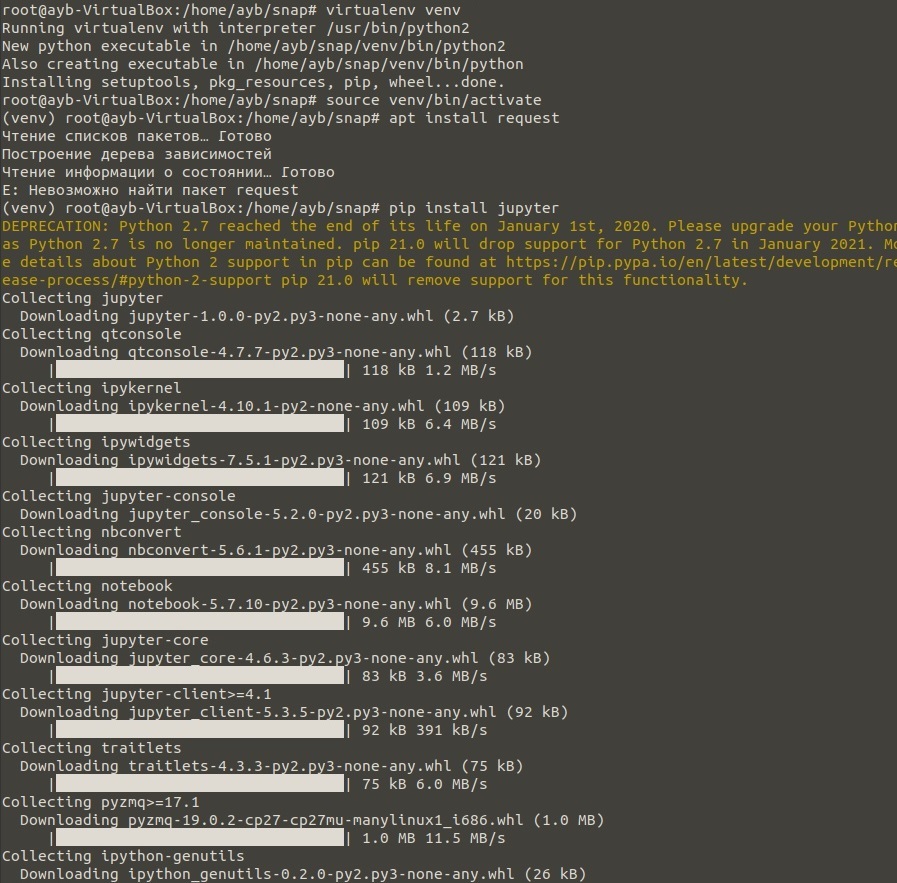 root@ayb-VirtualBox:/home/ayb/snap# virtualenv venv
Running virtualenv with interpreter /usr/bin/python2
New python executable in /home/ayb/snap/venv/bin/python2
Also creating executable in /home/ayb/snap/venv/bin/python
Installing setuptools, pkg_resources, pip, wheel...done.
root@ayb-VirtualBox:/home/ayb/snap# source venv/bin/activate
(venv) root@ayb-VirtualBox:/home/ayb/snap# apt install request
Чтение списков пакетов… Готово
Построение дерева зависимостей
Чтение информации о состоянии… Готово
E: Невозможно найти пакет request
(venv) root@ayb-VirtualBox:/home/ayb/snap# pip install jupyter
DEPRECATION: Python 2.7 reached the end of its life on January 1st, 2020. Please upgrade your Python
as Python 2.7 is no longer maintained. pip 21.0 will drop support for Python 2.7 in January 2021. Mo
e details about Python 2 support in pip can be found at https://pip.pypa.io/en/latest/development/re
ease-process/#python-2-support pip 21.0 will remove support for this functionality.
Collecting jupyter
  Downloading jupyter-1.0.0-py2.py3-none-any.whl (2.7 kB)
Collecting qtconsole
  Downloading qtconsole-4.7.7-py2.py3-none-any.whl (118 kB)
| | 118 kB 1.2 MB/s
Collecting ipykernel
  Downloading ipykernel-4.10.1-py2-none-any.whl (109 kB)
| | 109 kB 6.4 MB/s
Collecting ipywidgets
  Downloading ipywidgets-7.5.1-py2.py3-none-any.whl (121 kB)
| | 121 kB 6.9 MB/s
Collecting jupyter-console
  Downloading jupyter_console-5.2.0-py2.py3-none-any.whl (20 kB)
Collecting nbconvert
  Downloading nbconvert-5.6.1-py2.py3-none-any.whl (455 kB)
| | 455 kB 8.1 MB/s
Collecting notebook
  Downloading notebook-5.7.10-py2.py3-none-any.whl (9.6 MB)
| | 9.6 MB 6.0 MB/s
Collecting jupyter-core
  Downloading jupyter_core-4.6.3-py2.py3-none-any.whl (83 kB)
| | 83 kB 3.6 MB/s
Collecting jupyter-client>=4.1
  Downloading jupyter_client-5.3.5-py2.py3-none-any.whl (92 kB)
| | 92 kB 391 kB/s
Collecting traitlets
  Downloading traitlets-4.3.3-py2.py3-none-any.whl (75 kB)
| | 75 kB 6.0 MB/s
Collecting pyzmq>=17.1
  Downloading pyzmq-19.0.2-cp27-cp27mu-manylinux1_i686.whl (1.0 MB)
| | 1.0 MB 11.5 MB/s
Collecting ipython-genutils
  Downloading ipython_genutils-0.2.0-py2.py3-none-any.whl (26 kB)